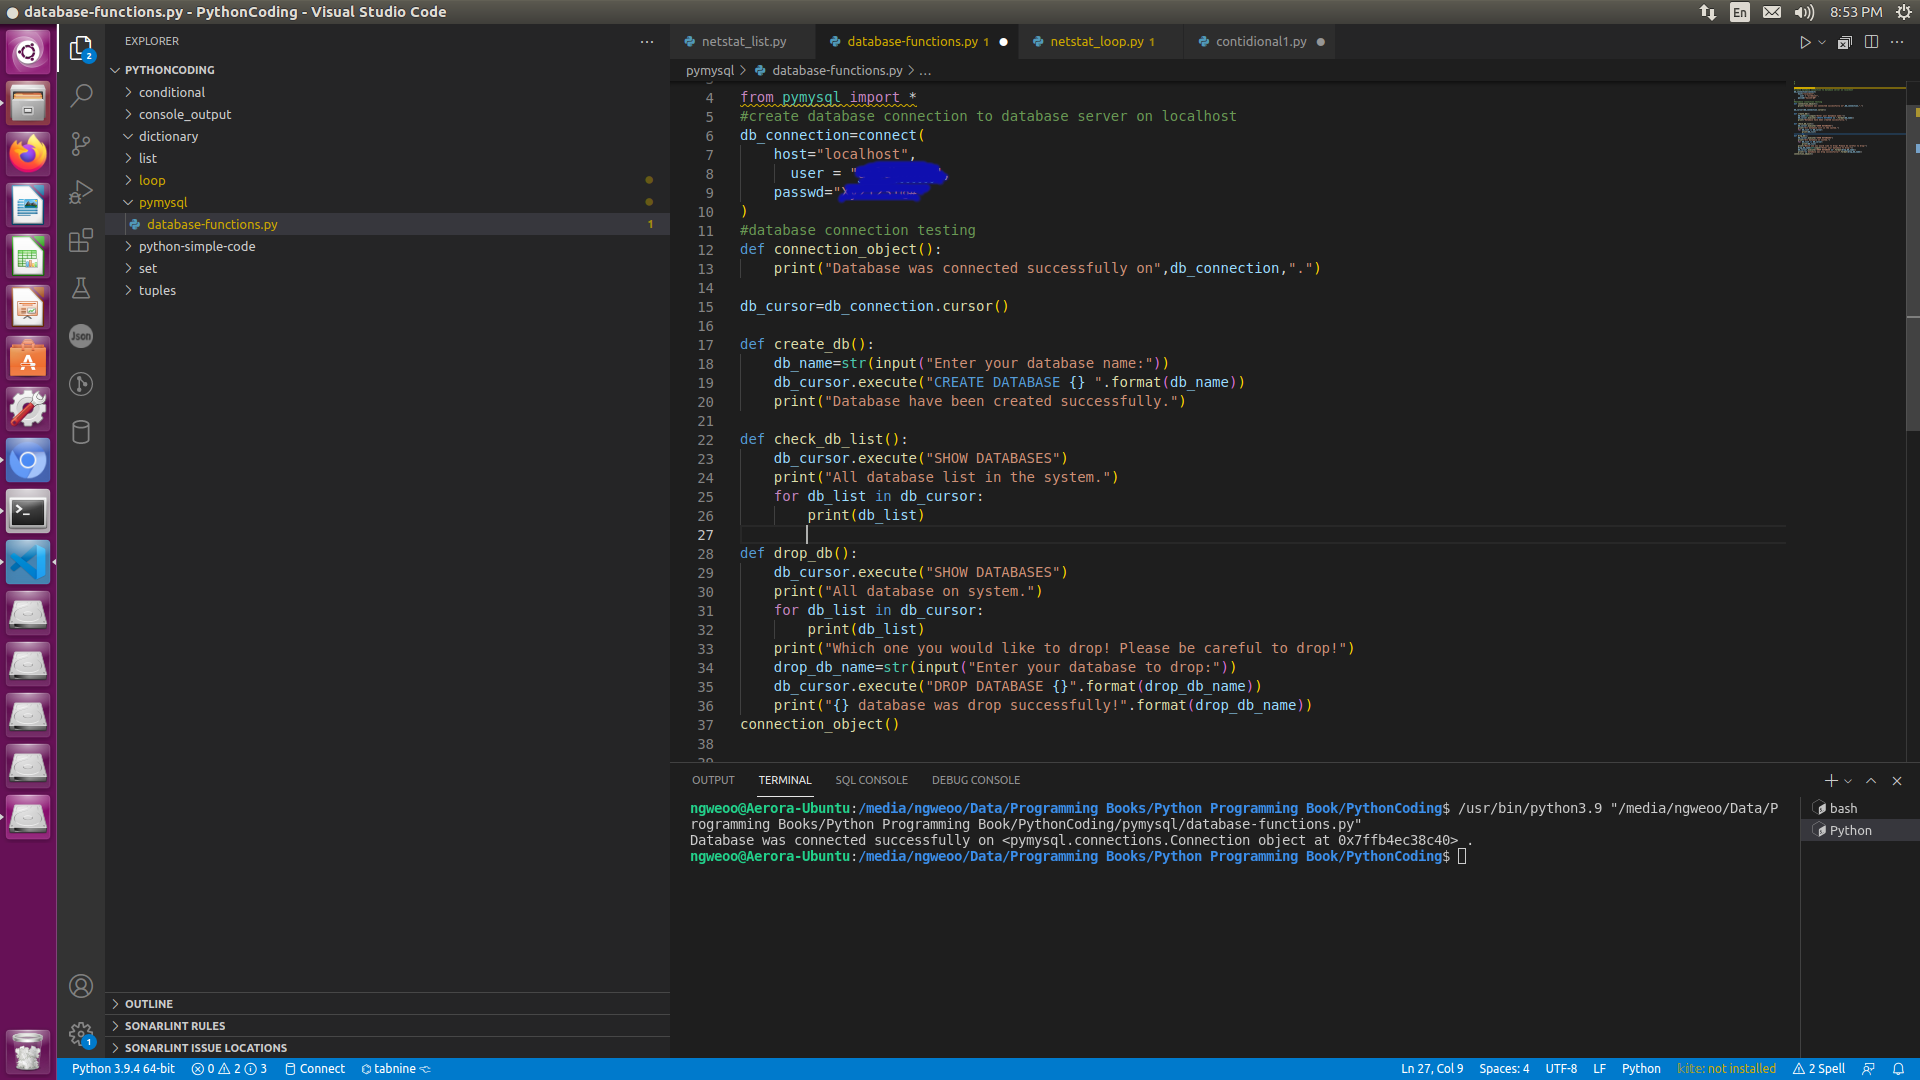 database-functions.py - PythonCoding - Visual Studio Code
En
8:53 PM
EXPLORER
PYTHONCODING
conditional
console_output
dictionary
list
loop
pymysql
database-functions.py 1
python-simple-code
set
tuples
OUTLINE
SONARLINT RULES
SONARLINT ISSUE LOCATIONS
2
Json
1
netstat_list.py
database-functions.py 1
netstat_loop.py 1
contidional1.py
pymysql > database-functions.py > ...
4 from pymysql import *
5 #create database connection to database server on localhost
6 db_connection=connect(
7 host="localhost",
8 user = "
9 passwd="
10 )
11 #database connection testing
12 def connection_object():
13 print("Database was connected successfully on",db_connection,".")
14
15 db_cursor=db_connection.cursor()
16
17 def create_db():
18 db_name=str(input("Enter your database name:"))
19 db_cursor.execute("CREATE DATABASE {} ".format(db_name))
20 print("Database have been created successfully.")
21
22 def check_db_list():
23 db_cursor.execute("SHOW DATABASES")
24 print("All database list in the system.")
25 for db_list in db_cursor:
26 print(db_list)
27
28 def drop_db():
29 db_cursor.execute("SHOW DATABASES")
30 print("All database on system.")
31 for db_list in db_cursor:
32 print(db_list)
33 print("Which one you would like to drop! Please be careful to drop!")
34 drop_db_name=str(input("Enter your database to drop:"))
35 db_cursor.execute("DROP DATABASE {}".format(drop_db_name))
36 print("{} database was drop successfully!".format(drop_db_name))
37 connection_object()
38
OUTPUT TERMINAL SQL CONSOLE DEBUG CONSOLE
ngweoo@Aerora-Ubuntu:/media/ngweoo/Data/Programming Books/Python Programming Book/PythonCoding$ /usr/bin/python3.9 "/media/ngweoo/Data/P
rogramming Books/Python Programming Book/PythonCoding/pymysql/database-functions.py"
Database was connected successfully on <pymysql.connections.Connection object at 0x7ffb4ec38c40> .
ngweoo@Aerora-Ubuntu:/media/ngweoo/Data/Programming Books/Python Programming Book/PythonCoding$
bash
Python
Python 3.9.4 64-bit 0 2 3 Connect tabnine Ln 27, Col 9 Spaces: 4 UTF-8 LF Python kite: not installed 2 Spell